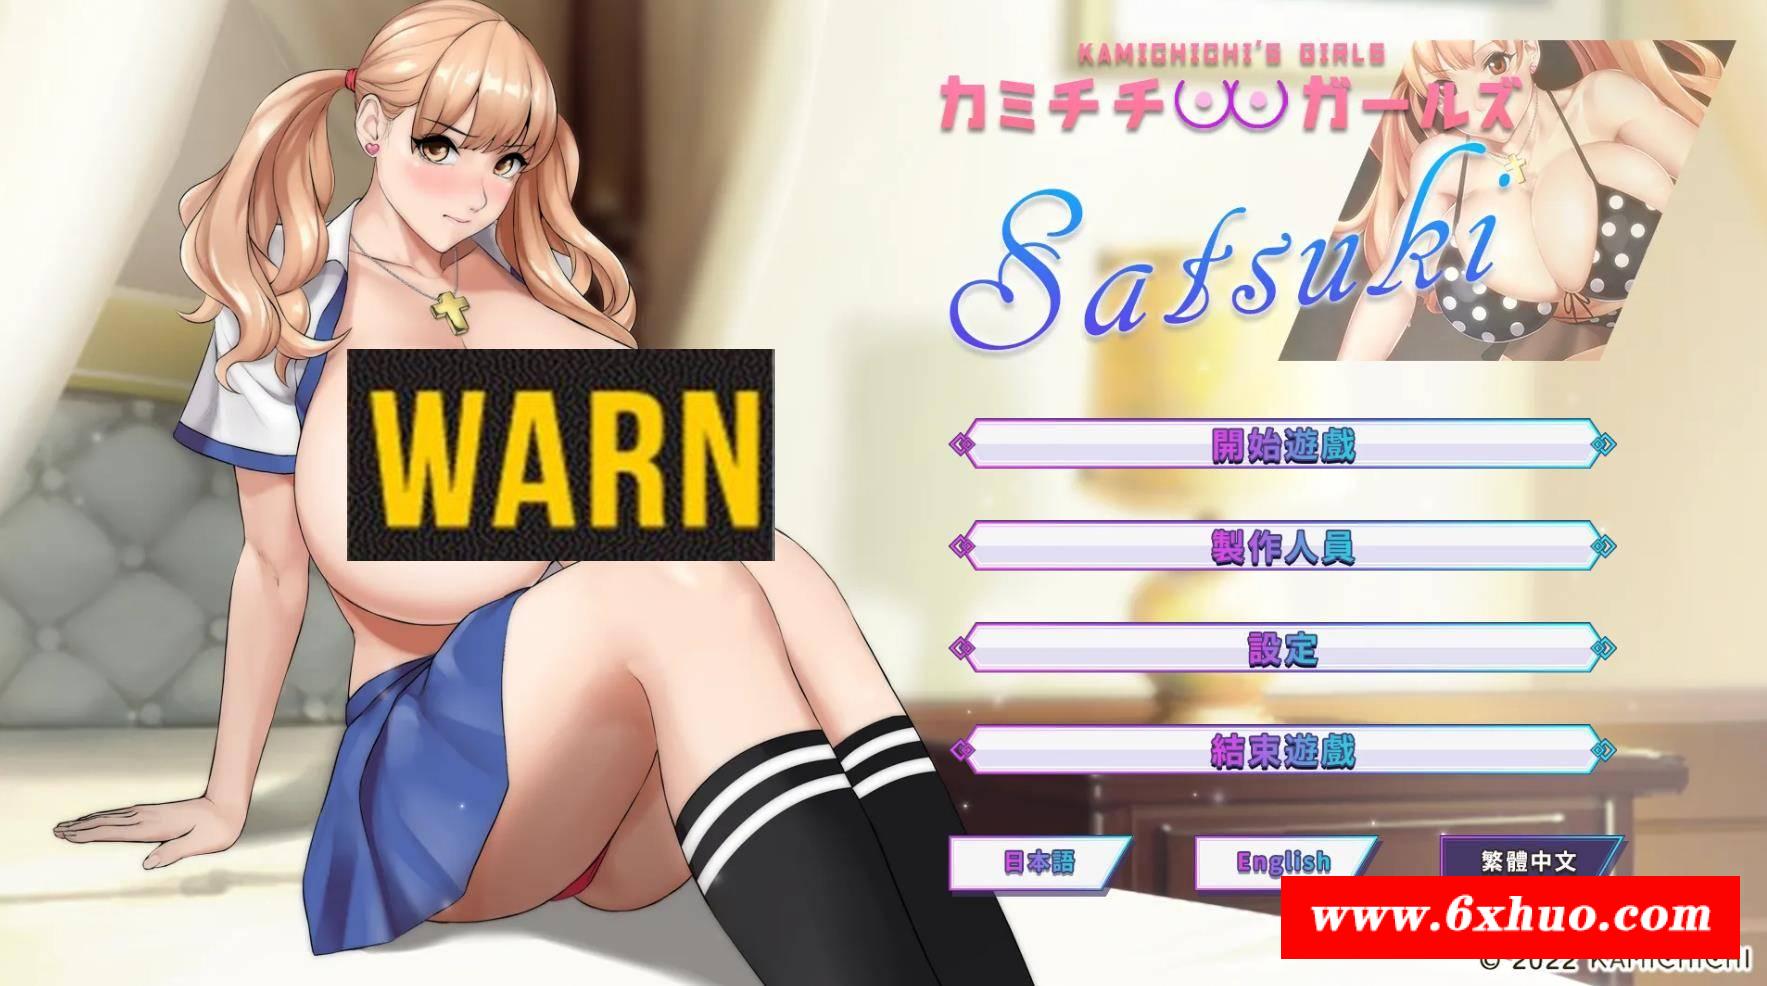 KAMICHICHI'S GIRLS
カミチチガールズ
Satsuki
WARN
開始遊戲
製作人員
設定
結束遊戲
日本語
English
繁體中文
www.6xhuo.com
© 2022 KAMICHICHI